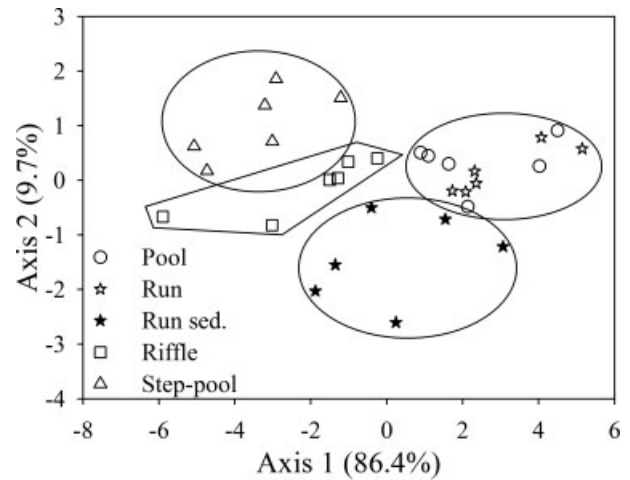 3
2
1
0
-1
-2
-3
-4
Axis 2 (9.7%)
Pool
Run
Run sed.
Riffle
Step-pool
-8 -6 -4 -2 0 2 4 6
Axis 1 (86.4%)